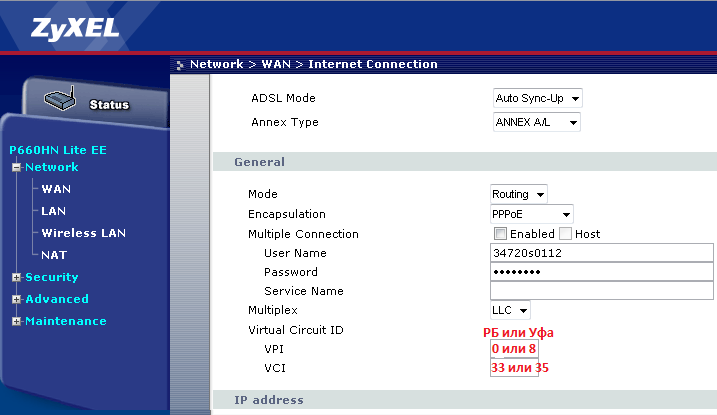 ZyXEL
Network > WAN > Internet Connection
Status
P660HN Lite EE
Network
WAN
LAN
Wireless LAN
NAT
Security
Advanced
Maintenance
ADSL Mode Auto Sync-Up
Annex Type ANNEX A/L
General
Mode Routing
Encapsulation PPPoE
Multiple Connection Enabled Host
User Name 34720s0112
Password ••••••••
Service Name
Multiplex LLC
Virtual Circuit ID РБ или Уфа
VPI 0 или 8
VCI 33 или 35
IP address